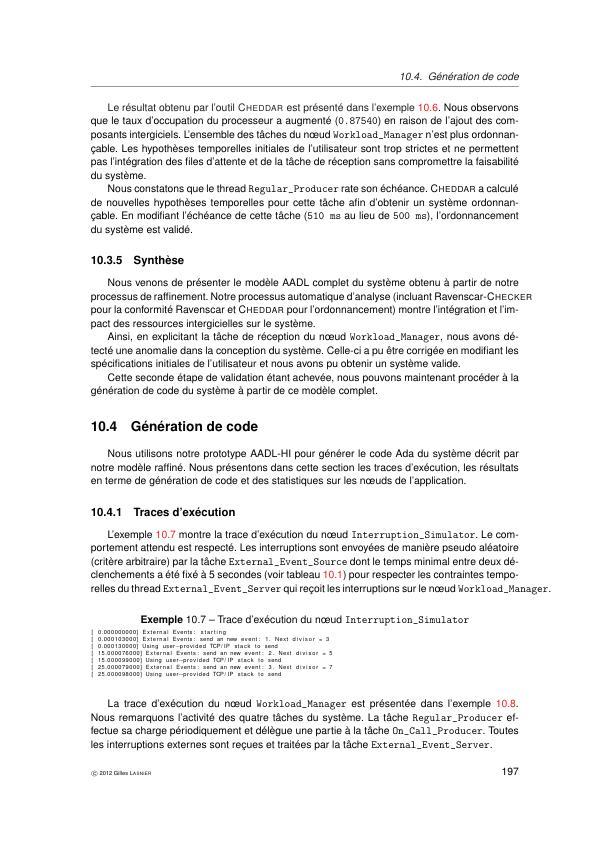 10.4. Génération de code
Le résultat obtenu par l'outil CHEDDAR est présenté dans l'exemple 10.6. Nous observons
que le taux d'occupation du processeur a augmenté (0.87540) en raison de l'ajout des com-
posants intergiciels. L'ensemble des tâches du nœud Workload_Manager n'est plus ordonnan-
çable. Les hypothèses temporelles initiales de l'utilisateur sont trop strictes et ne permettent
pas l'intégration des files d'attente et de la tâche de réception sans compromettre la faisabilité
du système.
Nous constatons que le thread Regular_Producer rate son échéance. CHEDDAR a calculé
de nouvelles hypothèses temporelles pour cette tâche afin d'obtenir un système ordonnan-
çable. En modifiant l'échéance de cette tâche (510 ms au lieu de 500 ms), l'ordonnancement
du système est validé.
10.3.5 Synthèse
Nous venons de présenter le modèle AADL complet du système obtenu à partir de notre
processus de raffinement. Notre processus automatique d'analyse (incluant Ravenscar-CHECKER
pour la conformité Ravenscar et CHEDDAR pour l'ordonnancement) montre l'intégration et l'im-
pact des ressources intergicielles sur le système.
Ainsi, en explicitant la tâche de réception du nœud Workload_Manager, nous avons dé-
tecté une anomalie dans la conception du système. Celle-ci a pu être corrigée en modifiant les
spécifications initiales de l'utilisateur et nous avons pu obtenir un système valide.
Cette seconde étape de validation étant achevée, nous pouvons maintenant procéder à la
génération de code du système à partir de ce modèle complet.
10.4 Génération de code
Nous utilisons notre prototype AADL-HI pour générer le code Ada du système décrit par
notre modèle raffiné. Nous présentons dans cette section les traces d'exécution, les résultats
en terme de génération de code et des statistiques sur les nœuds de l'application.
10.4.1 Traces d'exécution
L'exemple 10.7 montre la trace d'exécution du nœud Interruption_Simulator. Le com-
portement attendu est respecté. Les interruptions sont envoyées de manière pseudo aléatoire
(critère arbitraire) par la tâche External_Event_Source dont le temps minimal entre deux dé-
clenchements a été fixé à 5 secondes (voir tableau 10.1) pour respecter les contraintes tempo-
relles du thread External_Event_Server qui reçoit les interruptions sur le nœud Workload_Manager.
Exemple 10.7 – Trace d'exécution du nœud Interruption_Simulator
[ 0.000000000] External Events: starting
[ 0.000103000] External Events: send an new event: 1. Next divisor = 3
[ 0.000130000] Using user-provided TCP/IP stack to send
[ 15.000076000] External Events: send an new event: 2. Next divisor = 5
[ 15.000099000] Using user-provided TCP/IP stack to send
[ 25.000079000] External Events: send an new event: 3. Next divisor = 7
[ 25.000098000] Using user-provided TCP/IP stack to send
La trace d'exécution du nœud Workload_Manager est présentée dans l'exemple 10.8.
Nous remarquons l'activité des quatre tâches du système. La tâche Regular_Producer ef-
fectue sa charge périodiquement et délègue une partie à la tâche On_Call_Producer. Toutes
les interruptions externes sont reçues et traitées par la tâche External_Event_Server.
© 2012 Gilles LASNIER
197